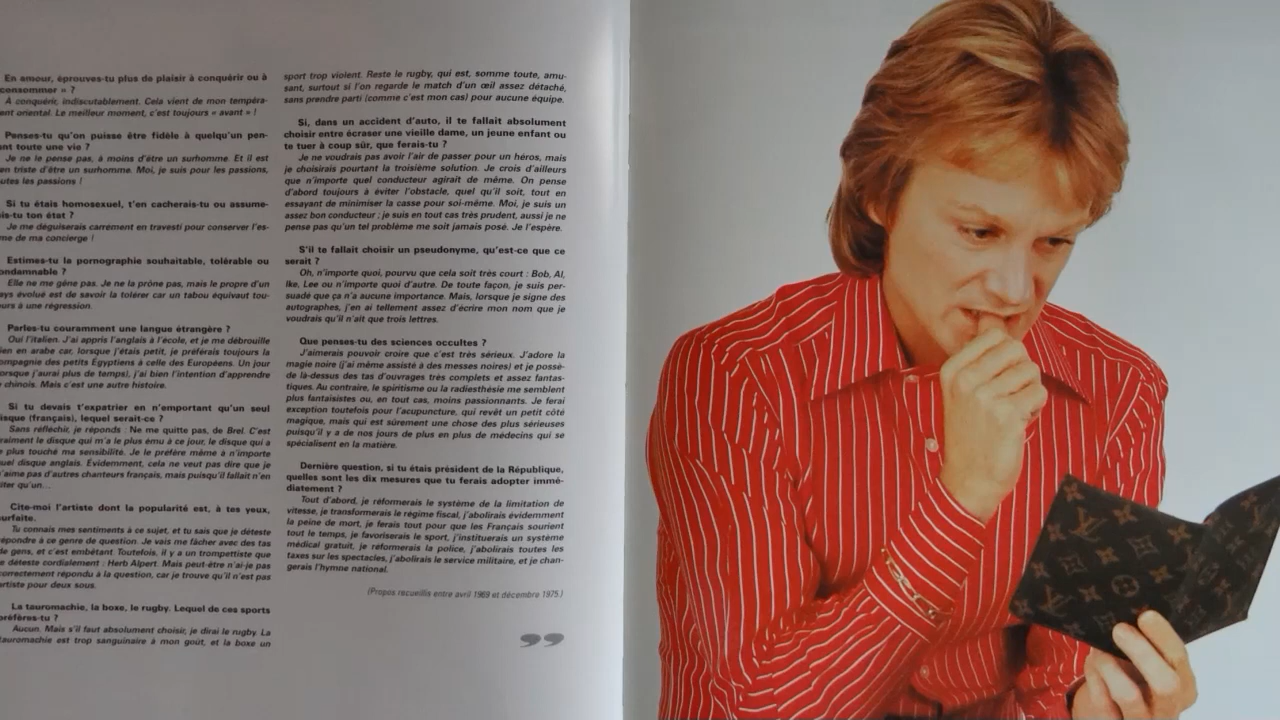 En amour, éprouves-tu plus de plaisir à conquérir ou à
consommer » ?
À conquérir, indiscutablement. Cela vient de mon tempéra-
ent oriental. Le meilleur moment, c'est toujours « avant » !
Penses-tu qu'on puisse être fidèle à quelqu'un pen-
nt toute une vie ?
Je ne le pense pas, à moins d'être un surhomme. Et il est
en triste d'être un surhomme. Moi, je suis pour les passions,
utes les passions !
Si tu étais homosexuel, t'en cacherais-tu ou assume-
is-tu ton état ?
Je me déguiserais carrement en travesti pour conserver l'es-
me de ma concierge !
Estimes-tu la pornographie souhaitable, tolérable ou
ondamnable ?
Elle ne me gêne pas. Je ne la prône pas, mais le propre d'un
ays évolué est de savoir la tolérer car un tabou équivaut tou-
urs à une régression.
Parles-tu couramment une langue étrangère ?
Oui l'italien. J'ai appris l'anglais à l'école, et je me débrouille
ien en arabe car, lorsque j'étais petit, je préférais toujours la
ompagnie des petits Égyptiens à celle des Européens. Un jour
orsque j'aurai plus de temps), j'ai bien l'intention d'apprendre
e chinois. Mais c'est une autre histoire.
Si tu devais t'expatrier en n'emportant qu'un seul
isque (français), lequel serait-ce ?
Sans réfléchir, je réponds : Ne me quitte pas, de Brel. C'est
raiment le disque qui m'a le plus ému à ce jour, le disque qui a
e plus touché ma sensibilité. Je le préfère même à n'importe
uel disque anglais. Évidemment, cela ne veut pas dire que je
'aime pas d'autres chanteurs français, mais puisqu'il fallait n'en
iter qu'un...
Cite-moi l'artiste dont la popularité est, à tes yeux,
urfaite.
Tu connais mes sentiments à ce sujet, et tu sais que je déteste
épondre à ce genre de question. Je vais me fâcher avec des tas
de gens, et c'est embêtant Toutefois, il y a un trompettiste que
e déteste cordialement : Herb Alpert. Mais peut-être n'ai-je pas
correctement répondu à la question, car je trouve qu'il n'est pas
artiste pour deux sous.
La tauromachie, la boxe, le rugby. Lequel de ces sports
préfères-tu ?
Aucun. Mais s'il faut absolument choisir, je dirai le rugby. La
tauromachie est trop sanguinaire à mon goût, et la boxe un
sport trop violent. Reste le rugby, qui est, somme toute, amu-
sant, surtout si l'on regarde le match d'un œil assez détaché,
sans prendre parti (comme c'est mon cas) pour aucune équipe.
Si, dans un accident d'auto, il te fallait absolument
choisir entre écraser une vieille dame, un jeune enfant ou
te tuer à coup sûr, que ferais-tu ?
Je ne voudrais pas avoir l'air de passer pour un héros, mais
je choisirais pourtant la troisième solution. Je crois d'ailleurs
que n'importe quel conducteur agirait de même. On pense
d'abord toujours à éviter l'obstacle, quel qu'il soit, tout en
essayant de minimiser la casse pour soi-même. Moi, je suis un
assez bon conducteur ; je suis en tout cas très prudent, aussi je ne
pense pas qu'un tel problème me soit jamais posé. Je l'espère.
S'il te fallait choisir un pseudonyme, qu'est-ce que ce
serait ?
Oh, n'importe quoi, pourvu que cela soit très court : Bob, Al,
Ike, Lee ou n'importe quoi d'autre. De toute façon, je suis per-
suadé que ça n'a aucune importance. Mais, lorsque je signe des
autographes, j'en ai tellement assez d'écrire mon nom que je
voudrais qu'il n'ait que trois lettres.
Que penses-tu des sciences occultes ?
J'aimerais pouvoir croire que c'est très sérieux. J'adore la
magie noire (j'ai même assisté à des messes noires) et je possè-
de là-dessus des tas d'ouvrages très complets et assez fantas-
tiques. Au contraire, le spiritisme ou la radiesthésie me semblent
plus fantaisistes ou, en tout cas, moins passionnants. Je ferai
exception toutefois pour l'acupuncture, qui revêt un petit côté
magique, mais qui est sûrement une chose des plus sérieuses
puisqu'il y a de nos jours de plus en plus de médecins qui se
spécialisent en la matière.
Dernière question, si tu étais président de la République,
quelles sont les dix mesures que tu ferais adopter immé-
diatement ?
Tout d'abord, je réformerais le système de la limitation de
vitesse, je transformerais le régime fiscal, j'abolirais évidemment
la peine de mort, je ferais tout pour que les Français sourient
tout le temps, je favoriserais le sport, j'instituerais un système
médical gratuit, je réformerais la police, j'abolirais toutes les
taxes sur les spectacles, j'abolirais le service militaire, et je chan-
gerais l'hymne national.
(Propos recueillis entre avril 1969 et décembre 1975)
”